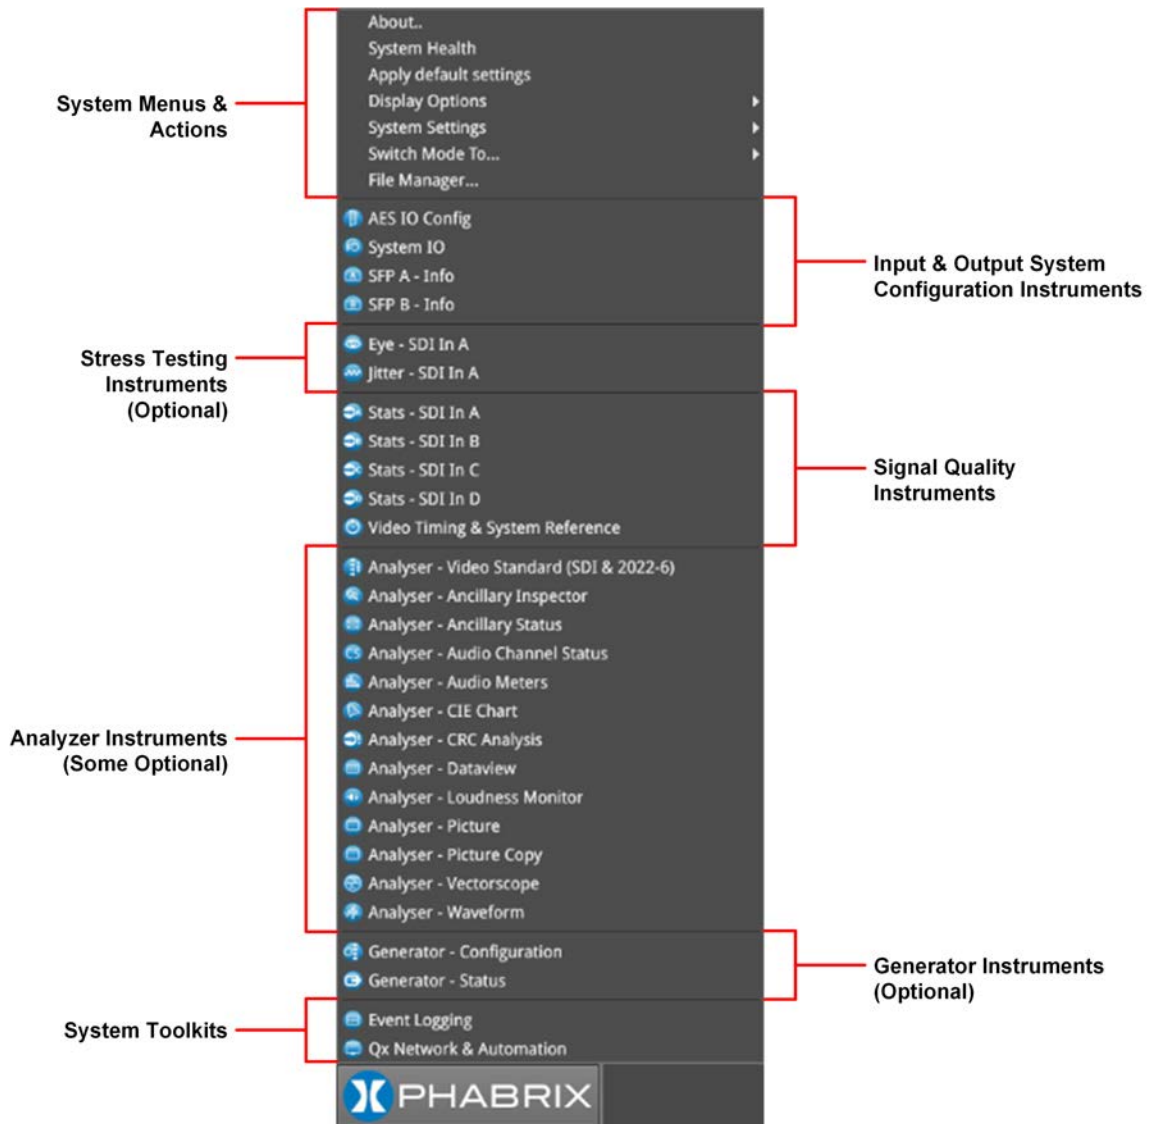 About..
System Health
Apply default settings
Display Options
System Settings
Switch Mode To...
File Manager...
System Menus &
Actions
AES IO Config
System IO
SFP A - Info
SFP B - Info
Input & Output System
Configuration Instruments
Eye - SDI In A
Jitter - SDI In A
Stress Testing
Instruments
(Optional)
Stats - SDI In A
Stats - SDI In B
Stats - SDI In C
Stats - SDI In D
Video Timing & System Reference
Signal Quality
Instruments
Analyser - Video Standard (SDI & 2022-6)
Analyser - Ancillary Inspector
Analyser - Ancillary Status
Analyser - Audio Channel Status
Analyser - Audio Meters
Analyser - CIE Chart
Analyser - CRC Analysis
Analyser - Dataview
Analyser - Loudness Monitor
Analyser - Picture
Analyser - Picture Copy
Analyser - Vectorscope
Analyser - Waveform
Analyzer Instruments
(Some Optional)
Generator - Configuration
Generator - Status
Generator Instruments
(Optional)
Event Logging
Qx Network & Automation
System Toolkits
PHABRIX